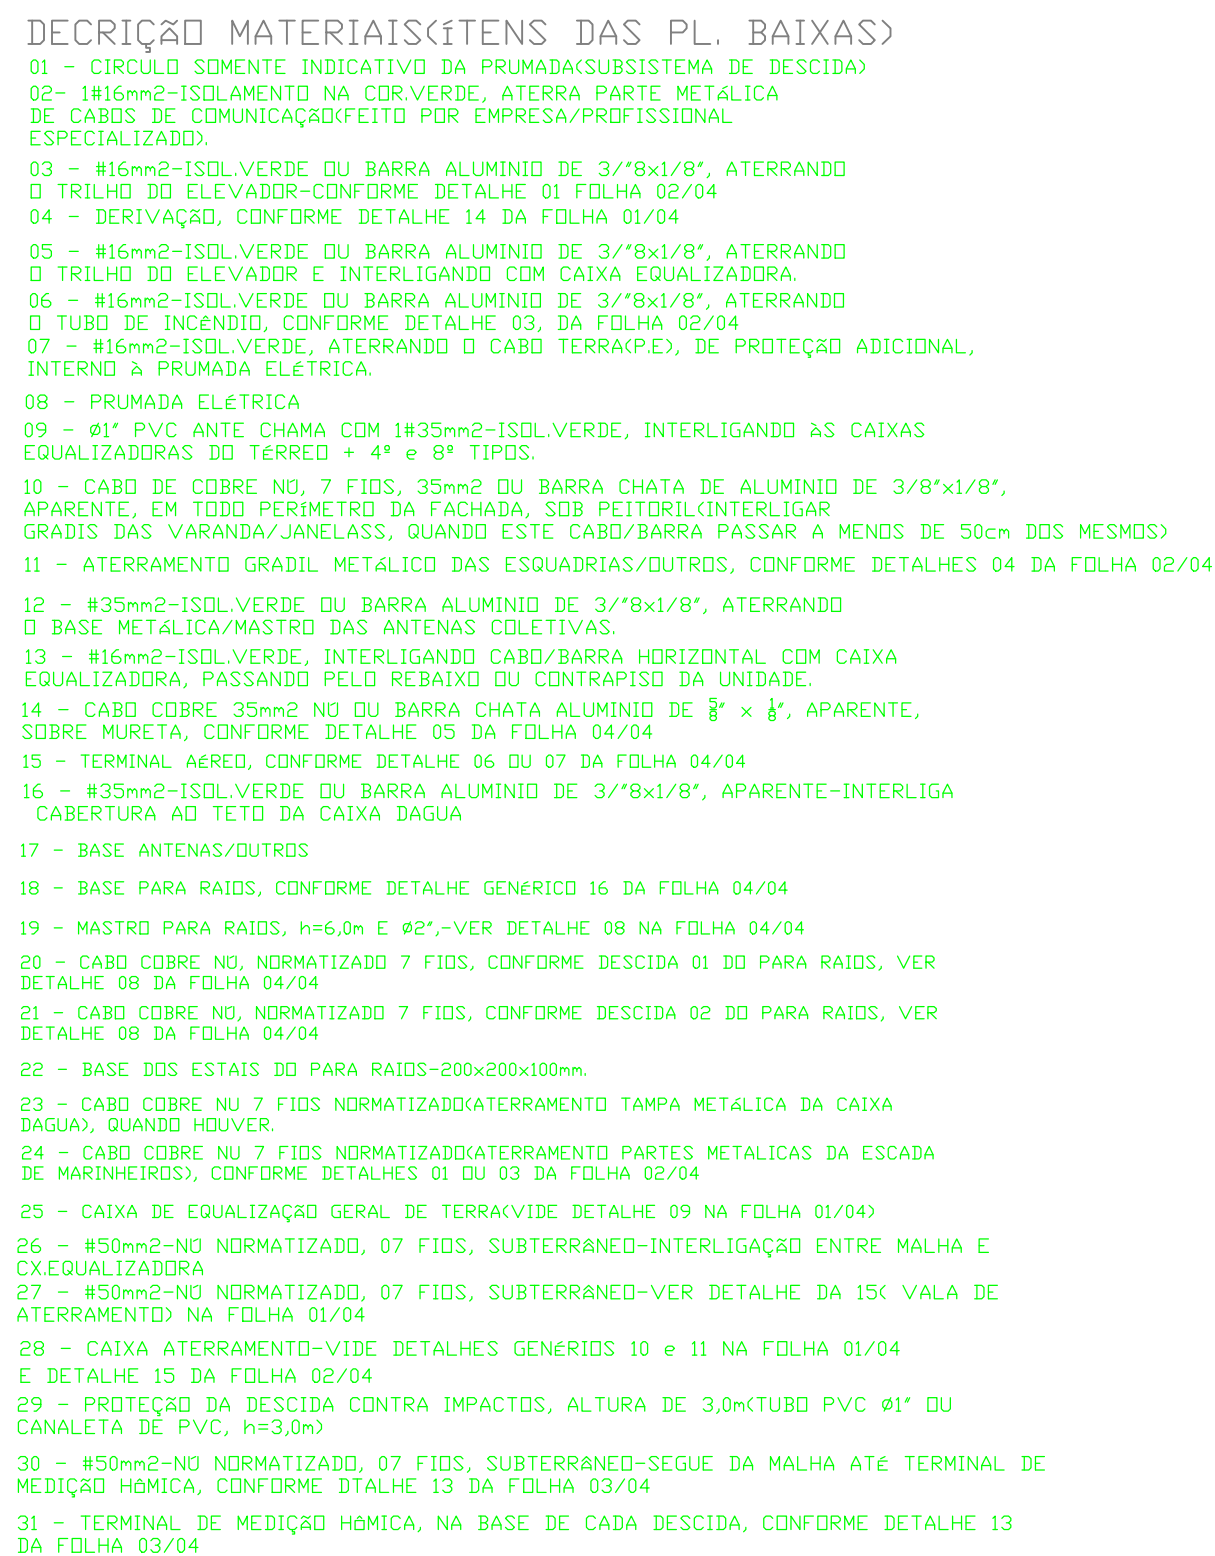 DECRIÇÃO MATERIAIS(ÍTENS DAS PL. BAIXAS)
01 - CIRCULO SOMENTE INDICATIVO DA PRUMADA(SUBSISTEMA DE DESCIDA)
02- 1#16mm2-ISOLAMENTO NA COR.VERDE, ATERRA PARTE METÁLICA
DE CABOS DE COMUNICAÇÃO(FEITO POR EMPRESA/PROFISSIONAL
ESPECIALIZADO).
03 - #16mm2-ISOL.VERDE OU BARRA ALUMINIO DE 3/"8x1/8", ATERRANDO
O TRILHO DO ELEVADOR-CONFORME DETALHE 01 FOLHA 02/04
04 - DERIVAÇÃO, CONFORME DETALHE 14 DA FOLHA 01/04
05 - #16mm2-ISOL.VERDE OU BARRA ALUMINIO DE 3/"8x1/8", ATERRANDO
O TRILHO DO ELEVADOR E INTERLIGANDO COM CAIXA EQUALIZADORA.
06 - #16mm2-ISOL.VERDE OU BARRA ALUMINIO DE 3/"8x1/8", ATERRANDO
O TUBO DE INCÊNDIO, CONFORME DETALHE 03, DA FOLHA 02/04
07 - #16mm2-ISOL.VERDE, ATERRANDO O CABO TERRA(P.E), DE PROTEÇÃO ADICIONAL,
INTERNO À PRUMADA ELÉTRICA.
08 - PRUMADA ELÉTRICA
09 - Ø1" PVC ANTE CHAMA COM 1#35mm2-ISOL.VERDE, INTERLIGANDO ÀS CAIXAS
EQUALIZADORAS DO TÉRREO + 4º e 8º TIPOS.
10 - CABO DE COBRE NÚ, 7 FIOS, 35mm2 OU BARRA CHATA DE ALUMINIO DE 3/8"x1/8",
APARENTE, EM TODO PERÍMETRO DA FACHADA, SOB PEITORIL(INTERLIGAR
GRADIS DAS VARANDA/JANELASS, QUANDO ESTE CABO/BARRA PASSAR A MENOS DE 50cm DOS MESMOS)
11 - ATERRAMENTO GRADIL METÁLICO DAS ESQUADRIAS/OUTROS, CONFORME DETALHES 04 DA FOLHA 02/04
12 - #35mm2-ISOL.VERDE OU BARRA ALUMINIO DE 3/"8x1/8", ATERRANDO
O BASE METÁLICA/MASTRO DAS ANTENAS COLETIVAS.
13 - #16mm2-ISOL.VERDE, INTERLIGANDO CABO/BARRA HORIZONTAL COM CAIXA
EQUALIZADORA, PASSANDO PELO REBAIXO OU CONTRAPISO DA UNIDADE.
14 - CABO COBRE 35mm2 NÚ OU BARRA CHATA ALUMINIO DE 5/8" x 1/8", APARENTE,
SOBRE MURETA, CONFORME DETALHE 05 DA FOLHA 04/04
15 - TERMINAL AÉREO, CONFORME DETALHE 06 OU 07 DA FOLHA 04/04
16 - #35mm2-ISOL.VERDE OU BARRA ALUMINIO DE 3/"8x1/8", APARENTE-INTERLIGA
CABERTURA AO TETO DA CAIXA DAGUA
17 - BASE ANTENAS/OUTROS
18 - BASE PARA RAIOS, CONFORME DETALHE GENÉRICO 16 DA FOLHA 04/04
19 - MASTRO PARA RAIOS, h=6,0m E Ø2",-VER DETALHE 08 NA FOLHA 04/04
20 - CABO COBRE NÚ, NORMATIZADO 7 FIOS, CONFORME DESCIDA 01 DO PARA RAIOS, VER
DETALHE 08 DA FOLHA 04/04
21 - CABO COBRE NÚ, NORMATIZADO 7 FIOS, CONFORME DESCIDA 02 DO PARA RAIOS, VER
DETALHE 08 DA FOLHA 04/04
22 - BASE DOS ESTAIS DO PARA RAIOS-200x200x100mm.
23 - CABO COBRE NU 7 FIOS NORMATIZADO(ATERRAMENTO TAMPA METÁLICA DA CAIXA
DAGUA), QUANDO HOUVER.
24 - CABO COBRE NU 7 FIOS NORMATIZADO(ATERRAMENTO PARTES METALICAS DA ESCADA
DE MARINHEIROS), CONFORME DETALHES 01 OU 03 DA FOLHA 02/04
25 - CAIXA DE EQUALIZAÇÃO GERAL DE TERRA(VIDE DETALHE 09 NA FOLHA 01/04)
26 - #50mm2-NÚ NORMATIZADO, 07 FIOS, SUBTERRÂNEO-INTERLIGAÇÃO ENTRE MALHA E
CX.EQUALIZADORA
27 - #50mm2-NÚ NORMATIZADO, 07 FIOS, SUBTERRÂNEO-VER DETALHE DA 15( VALA DE
ATERRAMENTO) NA FOLHA 01/04
28 - CAIXA ATERRAMENTO-VIDE DETALHES GENÉRIOS 10 e 11 NA FOLHA 01/04
E DETALHE 15 DA FOLHA 02/04
29 - PROTEÇÃO DA DESCIDA CONTRA IMPACTOS, ALTURA DE 3,0m(TUBO PVC Ø1" OU
CANALETA DE PVC, h=3,0m)
30 - #50mm2-NÚ NORMATIZADO, 07 FIOS, SUBTERRÂNEO-SEGUE DA MALHA ATÉ TERMINAL DE
MEDIÇÃO HÔMICA, CONFORME DTALHE 13 DA FOLHA 03/04
31 - TERMINAL DE MEDIÇÃO HÔMICA, NA BASE DE CADA DESCIDA, CONFORME DETALHE 13
DA FOLHA 03/04